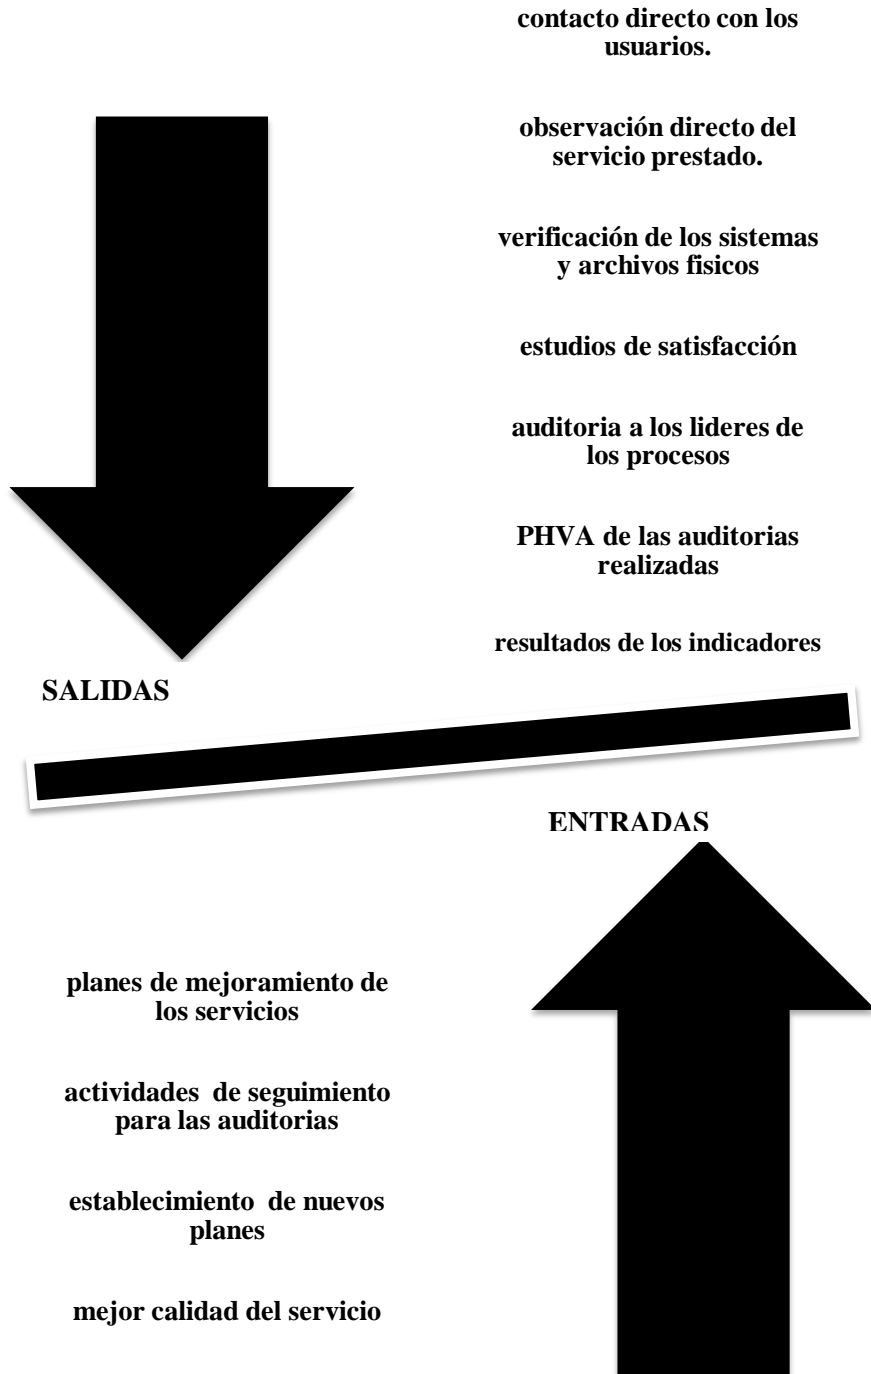 contacto directo con los
usuarios.
observación directo del
servicio prestado.
verificación de los sistemas
y archivos fisicos
estudios de satisfacción
auditoria a los lideres de
los procesos
PHVA de las auditorias
realizadas
resultados de los indicadores
SALIDAS
ENTRADAS
planes de mejoramiento de
los servicios
actividades  de seguimiento
para las auditorias
establecimiento  de nuevos
planes
mejor calidad del servicio